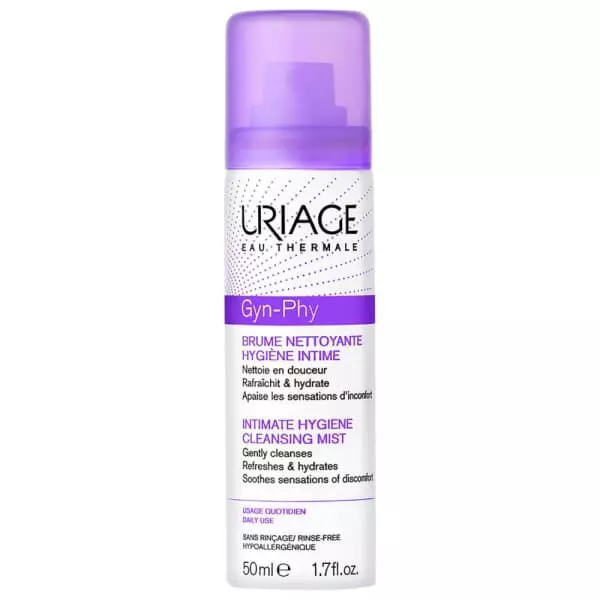 URIAGE
EAU THERMALE
Gyn-Phy
BRUME NETTOYANTE
HYGIÈNE INTIME
Nettoie en douceur
Rafraîchit & hydrate
Apaise les sensations d'inconfort
INTIMATE HYGIENE
CLEANSING MIST
Gently cleanses
Refreshes & hydrates
Soothes sensations of discomfort
USAGE QUOTIDIEN
DAILY USE
SANS RINÇAGE/ RINSE-FREE
HYPOALLERGÉNIQUE
50ml e 1.7fl.oz.